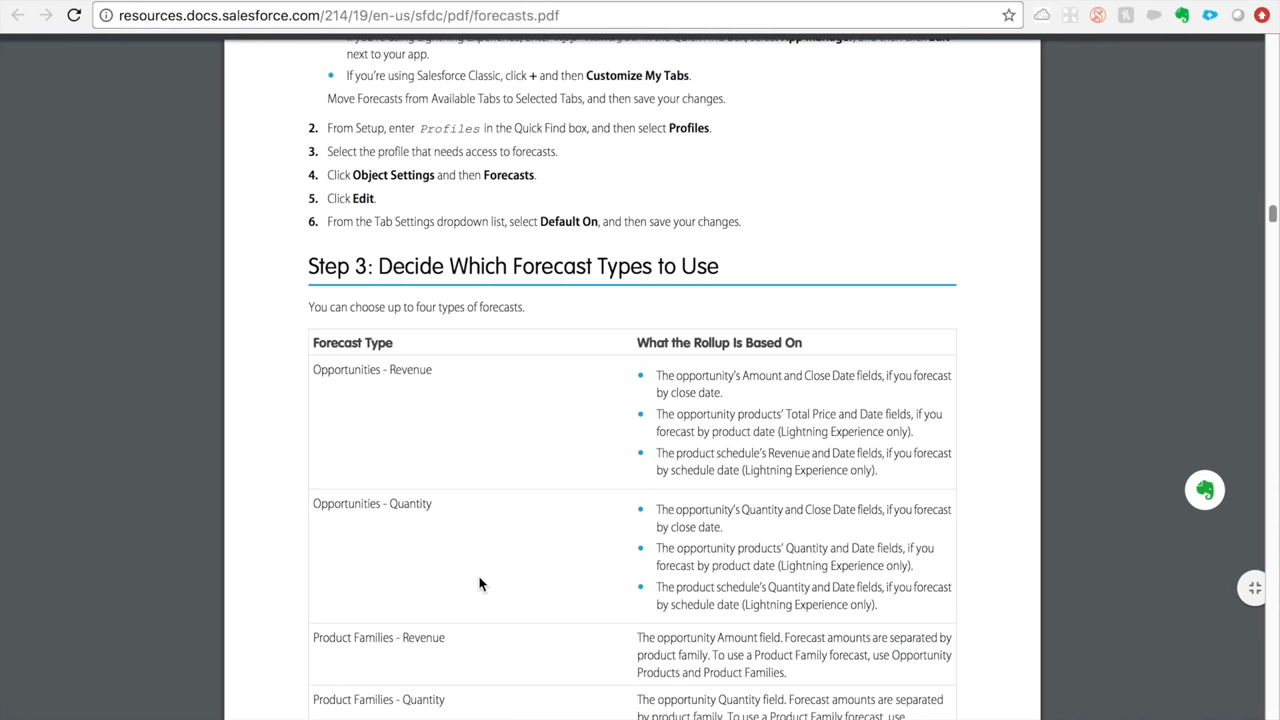 resources.docs.salesforce.com/214/19/en-us/sfdc/pdf/forecasts.pdf
next to your app.
• If you're using Salesforce Classic, click + and then Customize My Tabs.
Move Forecasts from Available Tabs to Selected Tabs, and then save your changes.
2. From Setup, enter Profiles in the Quick Find box, and then select Profiles.
3. Select the profile that needs access to forecasts.
4. Click Object Settings and then Forecasts.
5. Click Edit.
6. From the Tab Settings dropdown list, select Default On, and then save your changes.
Step 3: Decide Which Forecast Types to Use
You can choose up to four types of forecasts.
Forecast Type
What the Rollup Is Based On
Opportunities - Revenue
• The opportunity's Amount and Close Date fields, if you forecast
by close date.
• The opportunity products' Total Price and Date fields, if you
forecast by product date (Lightning Experience only).
• The product schedule's Revenue and Date fields, if you forecast
by schedule date (Lightning Experience only).
Opportunities - Quantity
• The opportunity's Quantity and Close Date fields, if you forecast
by close date.
• The opportunity products' Quantity and Date fields, if you
forecast by product date (Lightning Experience only).
• The product schedule's Quantity and Date fields, if you forecast
by schedule date (Lightning Experience only).
Product Families - Revenue
The opportunity Amount field. Forecast amounts are separated by
product family. To use a Product Family forecast, use Opportunity
Products and Product Families.
Product Families - Quantity
The opportunity Quantity field. Forecast amounts are separated
by product family. To use a Product Family forecast, use